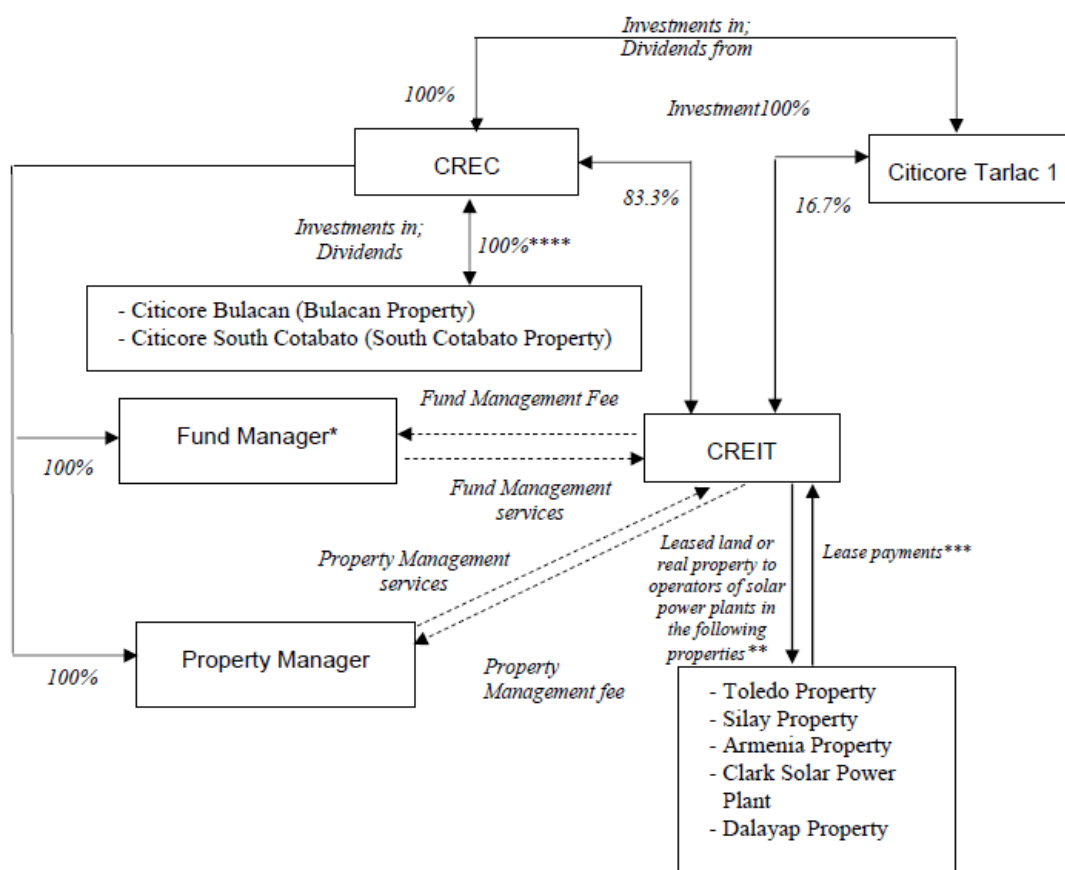 Investments in;
Dividends from
100%
Investment100%
CREC
Citicore Tarlac 1
83.3%
16.7%
Investments in;
Dividends
100%****
- Citicore Bulacan (Bulacan Property)
- Citicore South Cotabato (South Cotabato Property)
Fund Management Fee
Fund Manager*
CREIT
100%
Fund Management
services
Property Management
services
Leased land or
real property to
operators of solar
power plants in
the following
properties**
Lease payments***
Property Manager
100%
Property
Management fee
- Toledo Property
- Silay Property
- Armenia Property
- Clark Solar Power
Plant
- Dalayap Property